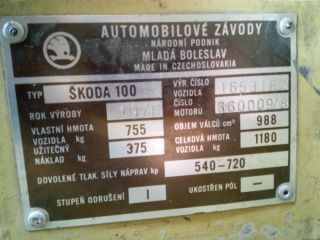 AUTOMOBILOVÉ ZÁVODY
NÁRODNÍ PODNIK
MLADÁ BOLESLAV
MADE IN CZECHOSLOVAKIA
TYP ŠKODA 100
VÝR. ČÍSLO VOZIDLA
ROK VÝROBY
ČÍSLO MOTORU
VLASTNÍ HMOTA VOZIDLA kg 755
OBJEM VÁLCŮ cm³ 988
UŽITEČNÝ NÁKLAD kg 375
CELKOVÁ HMOTA VOZIDLA kg 1180
DOVOLENÉ TLAK. SÍLY NÁPRAV kp 540-720
STUPEŇ ODRUŠENÍ I
UKOSTŘEN PÓL —